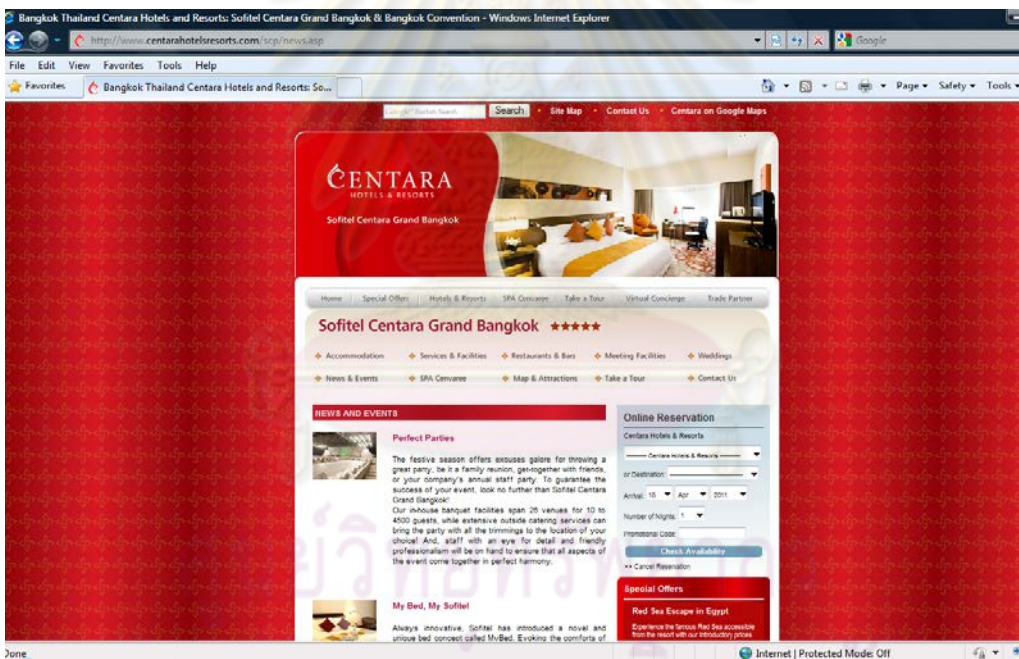 Bangkok Thailand Centara Hotels and Resorts: Sofitel Centara Grand Bangkok & Bangkok Convention - Windows Internet Explorer
http://www.centarahotelsresorts.com/scp/news.asp
Google
File Edit View Favorites Tools Help
Favorites Bangkok Thailand Centara Hotels and Resorts: So... Page Safety Tools
Search Site Map Contact Us Centara on Google Maps
CENTARA
HOTELS & RESORTS
Sofitel Centara Grand Bangkok
Home Special Offers Hotels & Resorts SPA Cenvaree Take a Tour Virtual Concierge Trade Partner
Sofitel Centara Grand Bangkok ★★★★★
Accommodation Services & Facilities Restaurants & Bars Meeting Facilities Weddings
News & Events SPA Cenvaree Map & Attractions Take a Tour Contact Us
NEWS AND EVENTS
Perfect Parties
The festive season offers excuses galore for throwing a
great party, be it a family reunion, get-together with friends,
or your company's annual staff party. To guarantee the
success of your event, look no further than Sofitel Centara
Grand Bangkok!
Our in-house banquet facilities span 26 venues for 10 to
4500 guests, while extensive outside catering services can
bring the party with all the trimmings to the location of your
choice! And, staff with an eye for detail and friendly
professionalism will be on hand to ensure that all aspects of
the event come together in perfect harmony.
My Bed, My Sofitel
Always innovative, Sofitel has introduced a novel and
unique bed concept called MyBed. Evoking the comforts of
Online Reservation
Centara Hotels & Resorts
Centara Hotels & Resorts
or Destination:
Arrival: 18 Apr 2011
Number of Nights: 1
Promotional Code:
Check Availability
>> Cancel Reservation
Special Offers
Red Sea Escape in Egypt
Experience the famous Red Sea accessible
from the resort with our introductory prices
Done
Internet | Protected Mode: Off